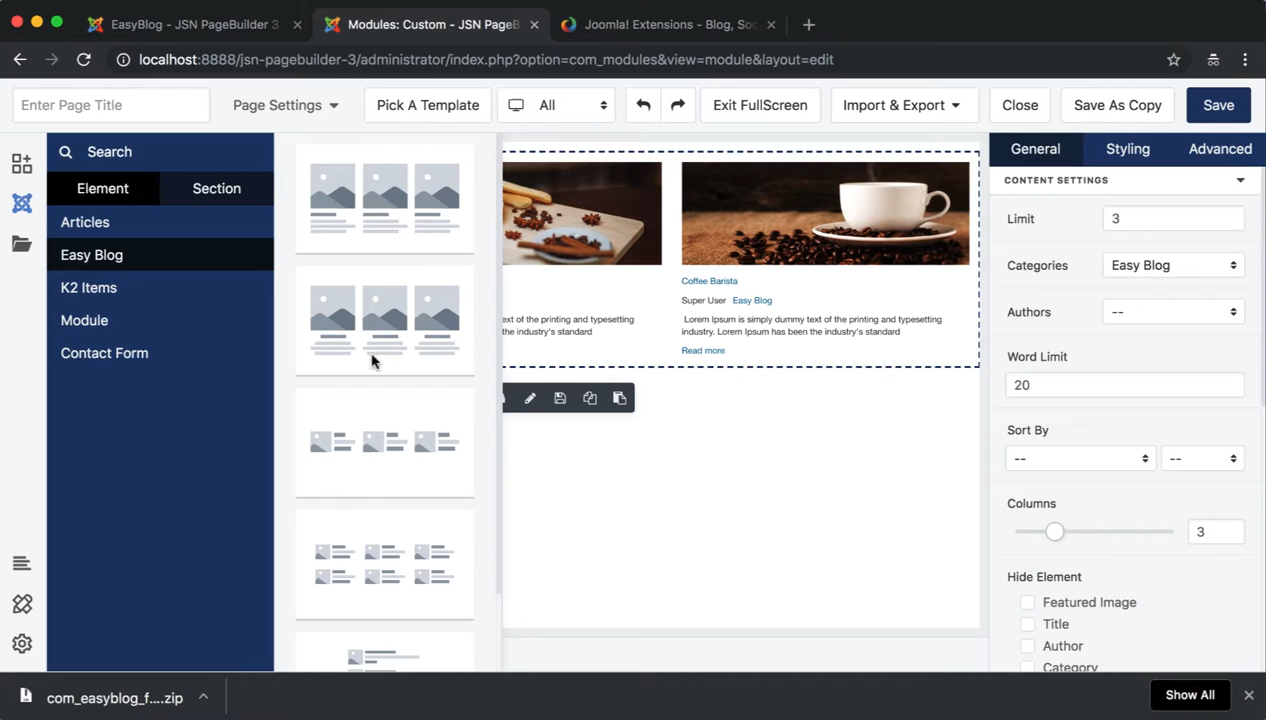 EasyBlog - JSN PageBuilder 3
Modules: Custom - JSN PageB
Joomla! Extensions - Blog, Soc
localhost:8888/jsn-pagebuilder-3/administrator/index.php?option=com_modules&view=module&layout=edit
Enter Page Title
Page Settings
Pick A Template
All
Exit FullScreen
Import & Export
Close
Save As Copy
Save
Search
Element
Section
Articles
Easy Blog
K2 Items
Module
Contact Form
ext of the printing and typesetting
the industry's standard
Coffee Barista
Super User Easy Blog
Lorem Ipsum is simply dummy text of the printing and typesetting
industry. Lorem Ipsum has been the industry's standard
Read more
General
Styling
Advanced
CONTENT SETTINGS
Limit
3
Categories
Easy Blog
Authors
--
Word Limit
20
Sort By
--
--
Columns
3
Hide Element
Featured Image
Title
Author
Category
com_easyblog_f....zip
Show All